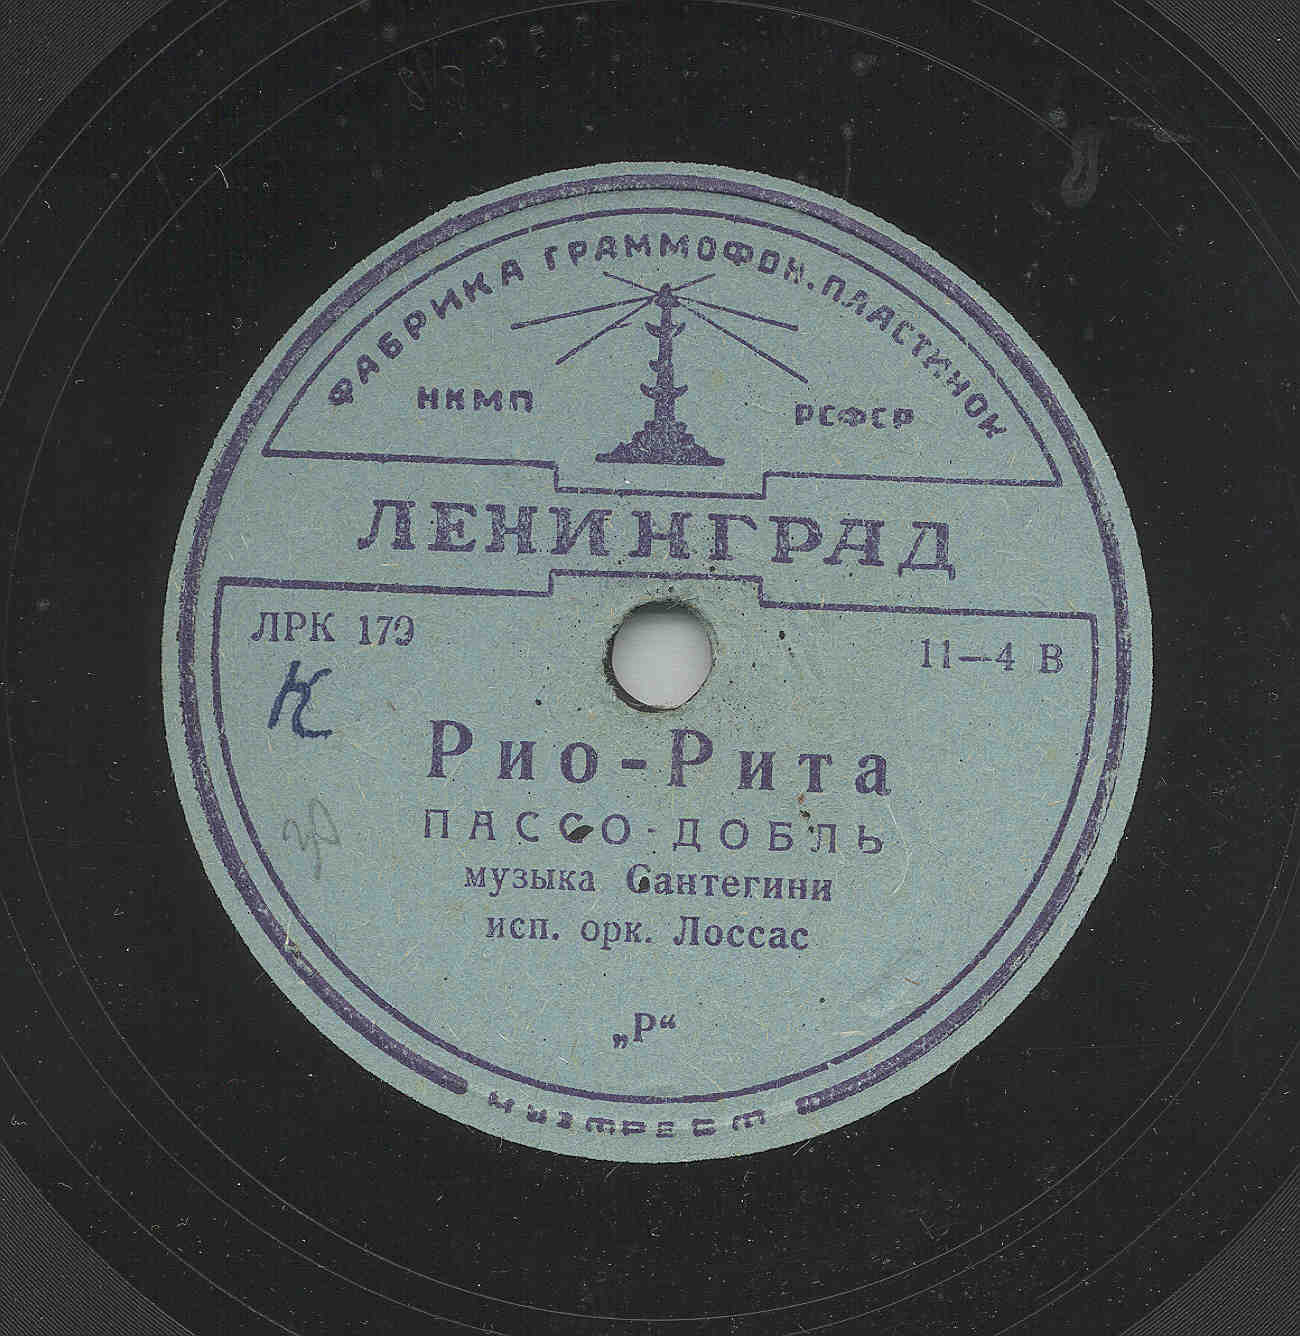 ФАБРИКА ГРАММОФОН. ПЛАСТИНОК
НКМП РСФСР
ЛЕНИНГРАД
ЛРК 179
11—4 В
К
Рио-Рита
ПАССО-ДОБЛЬ
музыка Сантегини
исп. орк. Лоссас
„Р“